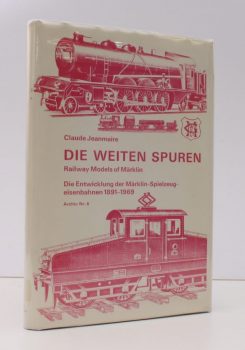 Claude Jeanmaire
DIE WEITEN SPUREN
Railway Models of Märklin
Die Entwicklung der Märklin-Spielzeug-
eisenbahnen 1891-1969
Archiv Nr. 6